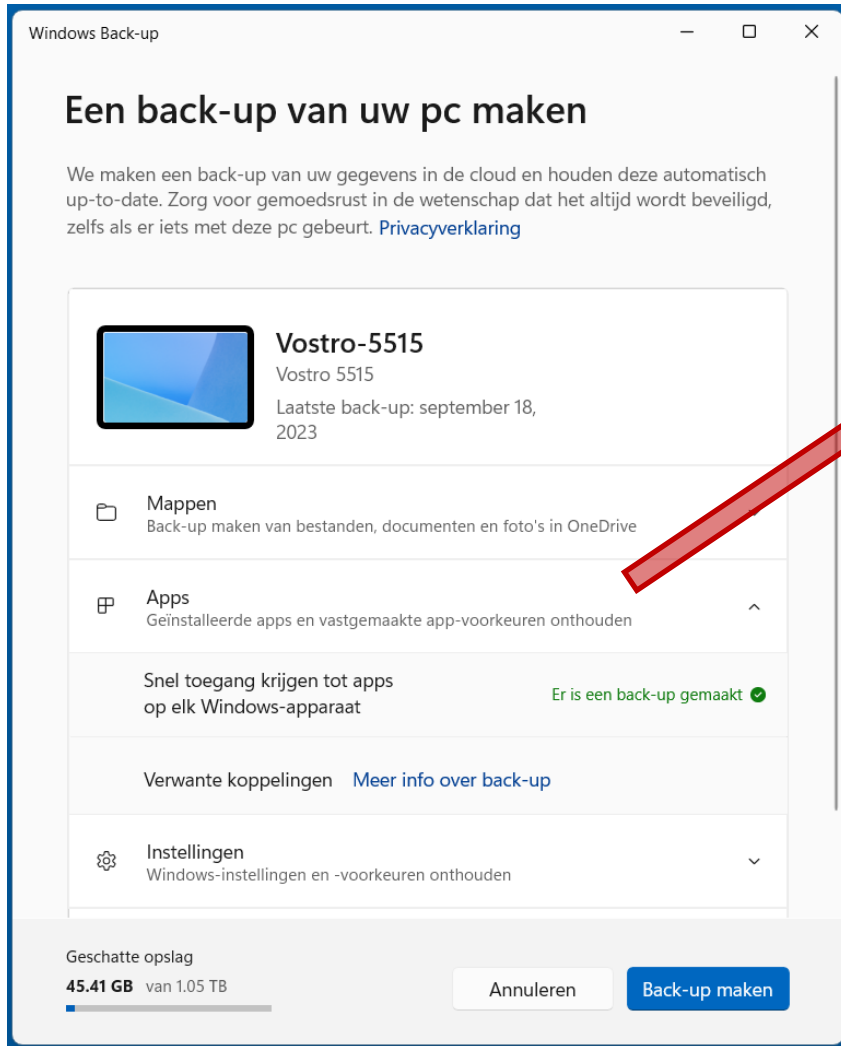 Windows Back-up
Een back-up van uw pc maken
We maken een back-up van uw gegevens in de cloud en houden deze automatisch
up-to-date. Zorg voor gemoedsrust in de wetenschap dat het altijd wordt beveiligd,
zelfs als er iets met deze pc gebeurt. Privacyverklaring
Vostro-5515
Vostro 5515
Laatste back-up: september 18,
2023
Mappen
Back-up maken van bestanden, documenten en foto's in OneDrive
Apps
Geïnstalleerde apps en vastgemaakte app-voorkeuren onthouden
Snel toegang krijgen tot apps
op elk Windows-apparaat
Er is een back-up gemaakt
Verwante koppelingen Meer info over back-up
Instellingen
Windows-instellingen en -voorkeuren onthouden
Geschatte opslag
45.41 GB van 1.05 TB
Annuleren
Back-up maken